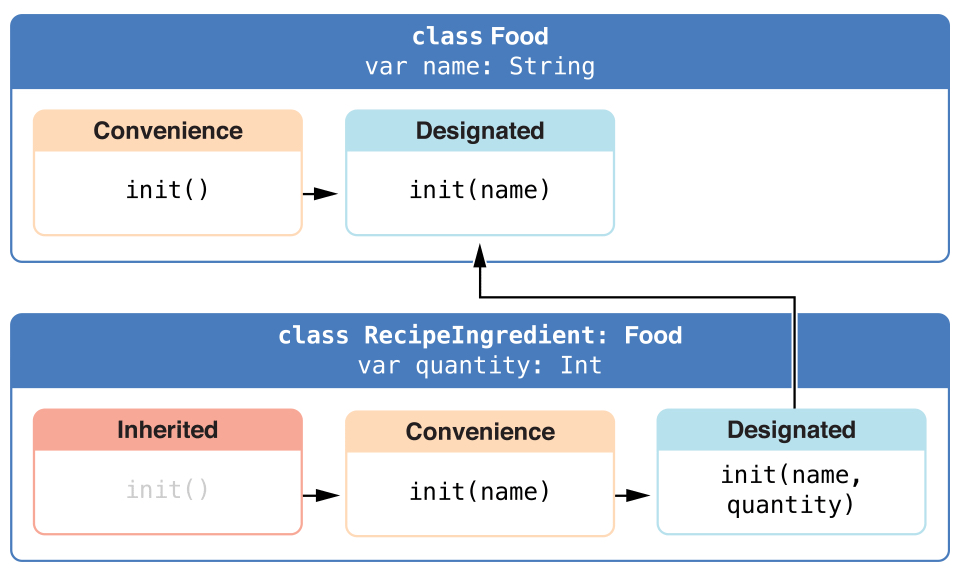 class Food
var name: String
Convenience
Designated
init()
init(name)
class RecipeIngredient: Food
var quantity: Int
Inherited
Convenience
Designated
init()
init(name)
init(name,
quantity)